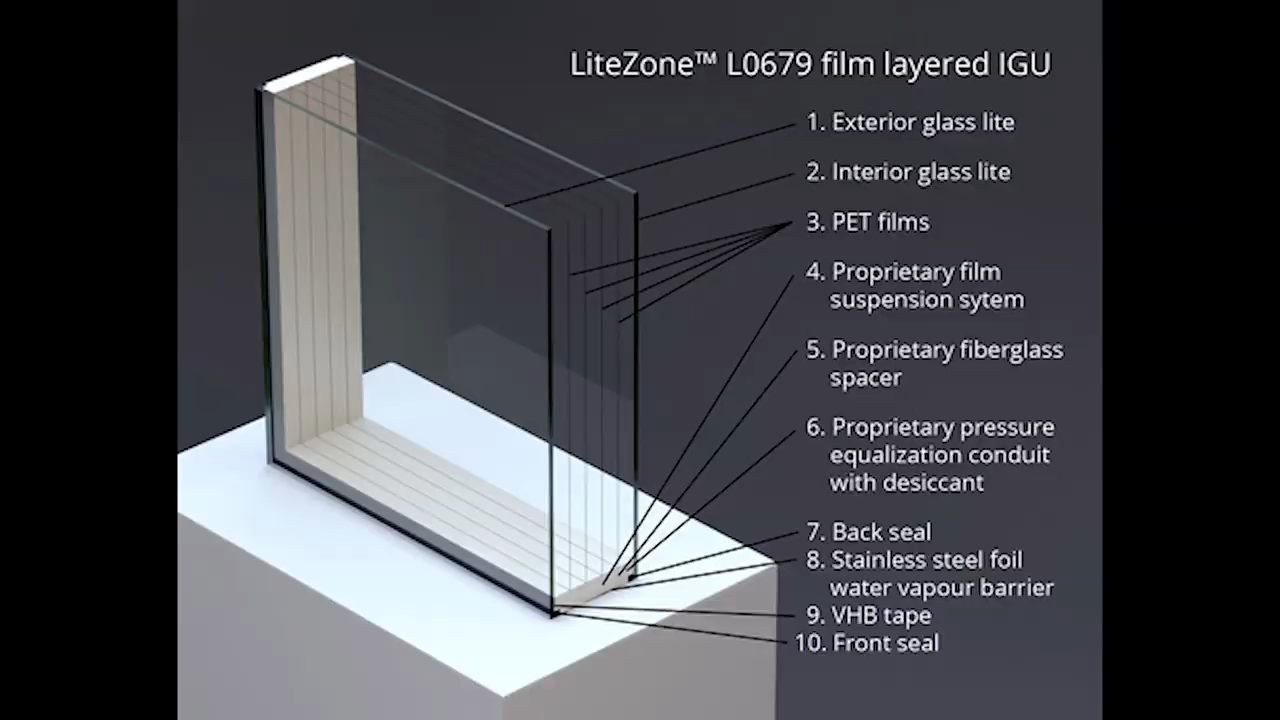 LiteZone™ L0679 film layered IGU
1. Exterior glass lite
2. Interior glass lite
3. PET films
4. Proprietary film
suspension sytem
5. Proprietary fiberglass
spacer
6. Proprietary pressure
equalization conduit
with desiccant
7. Back seal
8. Stainless steel foil
water vapour barrier
9. VHB tape
10. Front seal